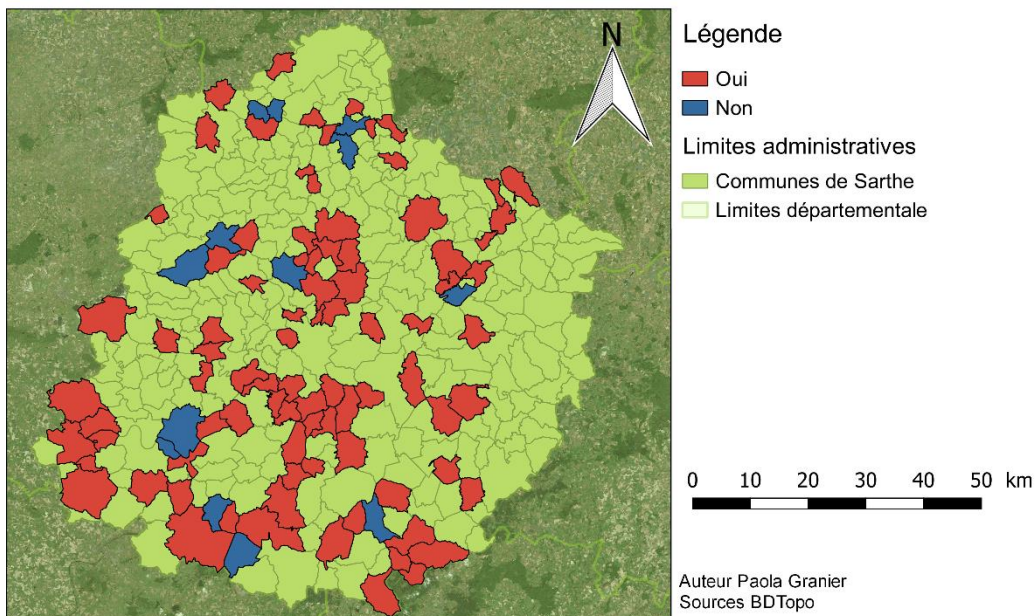 Légende
N
Oui
Non
Limites administratives
Communes de Sarthe
Limites départementale
0 10 20 30 40 50 km
Auteur Paola Granier
Sources BDTopo